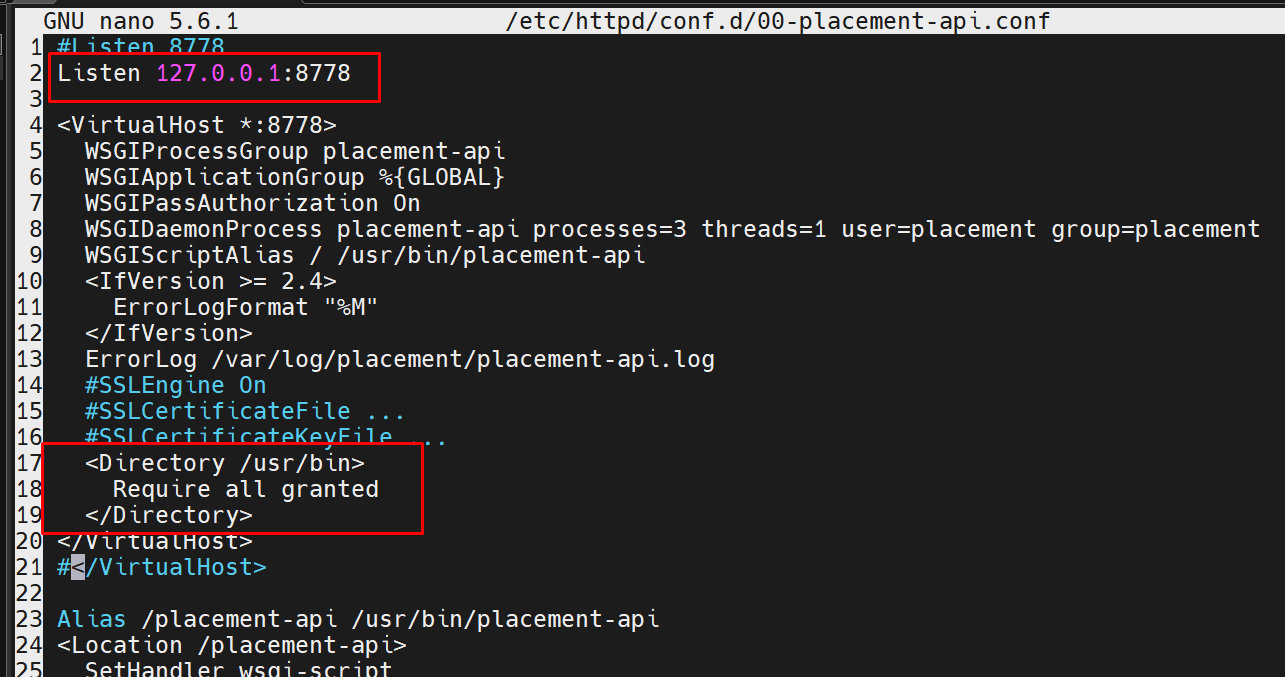 GNU nano 5.6.1 /etc/httpd/conf.d/00-placement-api.conf
1 #Listen 8778
2 Listen 127.0.0.1:8778
3
4 <VirtualHost *:8778>
5 WSGIProcessGroup placement-api
6 WSGIApplicationGroup %{GLOBAL}
7 WSGIPassAuthorization On
8 WSGIDaemonProcess placement-api processes=3 threads=1 user=placement group=placement
9 WSGIScriptAlias / /usr/bin/placement-api
10 <IfVersion >= 2.4>
11 ErrorLogFormat "%M"
12 </IfVersion>
13 ErrorLog /var/log/placement/placement-api.log
14 #SSLEngine On
15 #SSLCertificateFile ...
16 #SSLCertificateKeyFile ...
17 <Directory /usr/bin>
18 Require all granted
19 </Directory>
20 </VirtualHost>
21 #</VirtualHost>
22
23 Alias /placement-api /usr/bin/placement-api
24 <Location /placement-api>
25 SetHandler wsgi-script